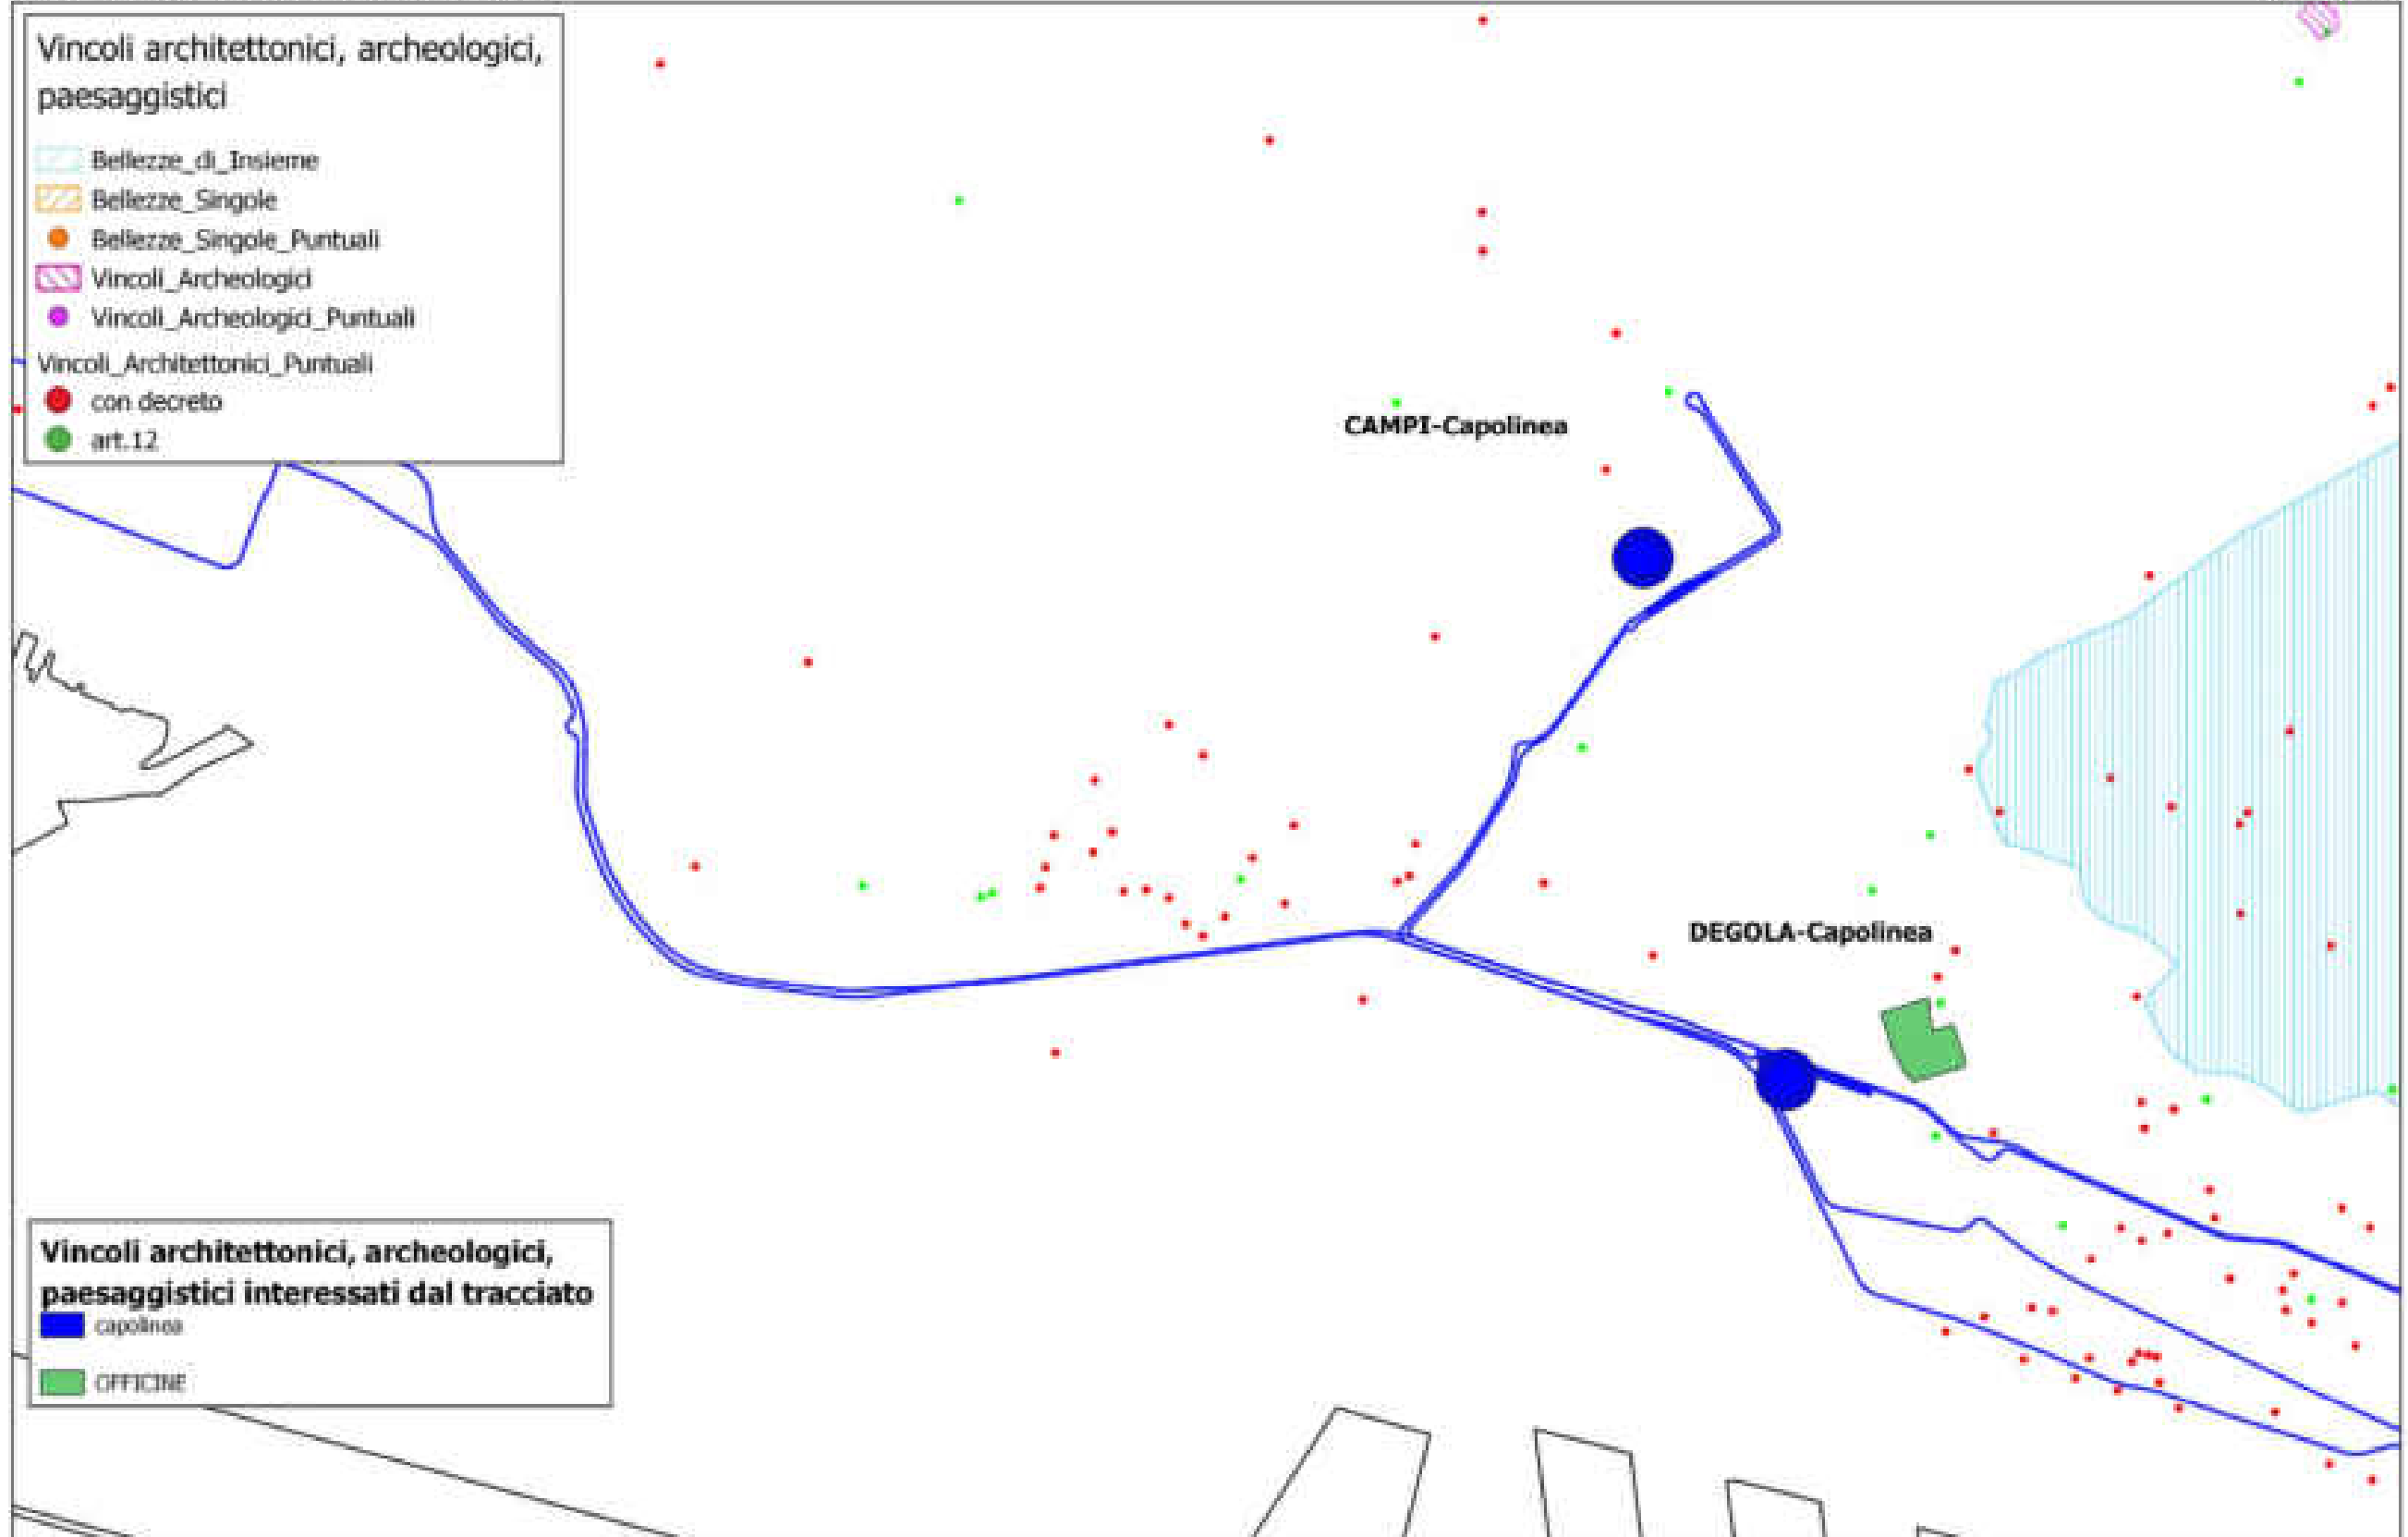 Vincoli architettonici, archeologici,
paesaggistici
Bellezze_di_Insieme
Bellezze_Singole
Bellezze_Singole_Puntuali
Vincoli_Archeologici
Vincoli_Archeologici_Puntuali
Vincoli_Architettonici_Puntuali
con decreto
art.12
CAMPI-Capolinea
DEGOLA-Capolinea
Vincoli architettonici, archeologici,
paesaggistici interessati dal tracciato
capolinea
OFFICINE